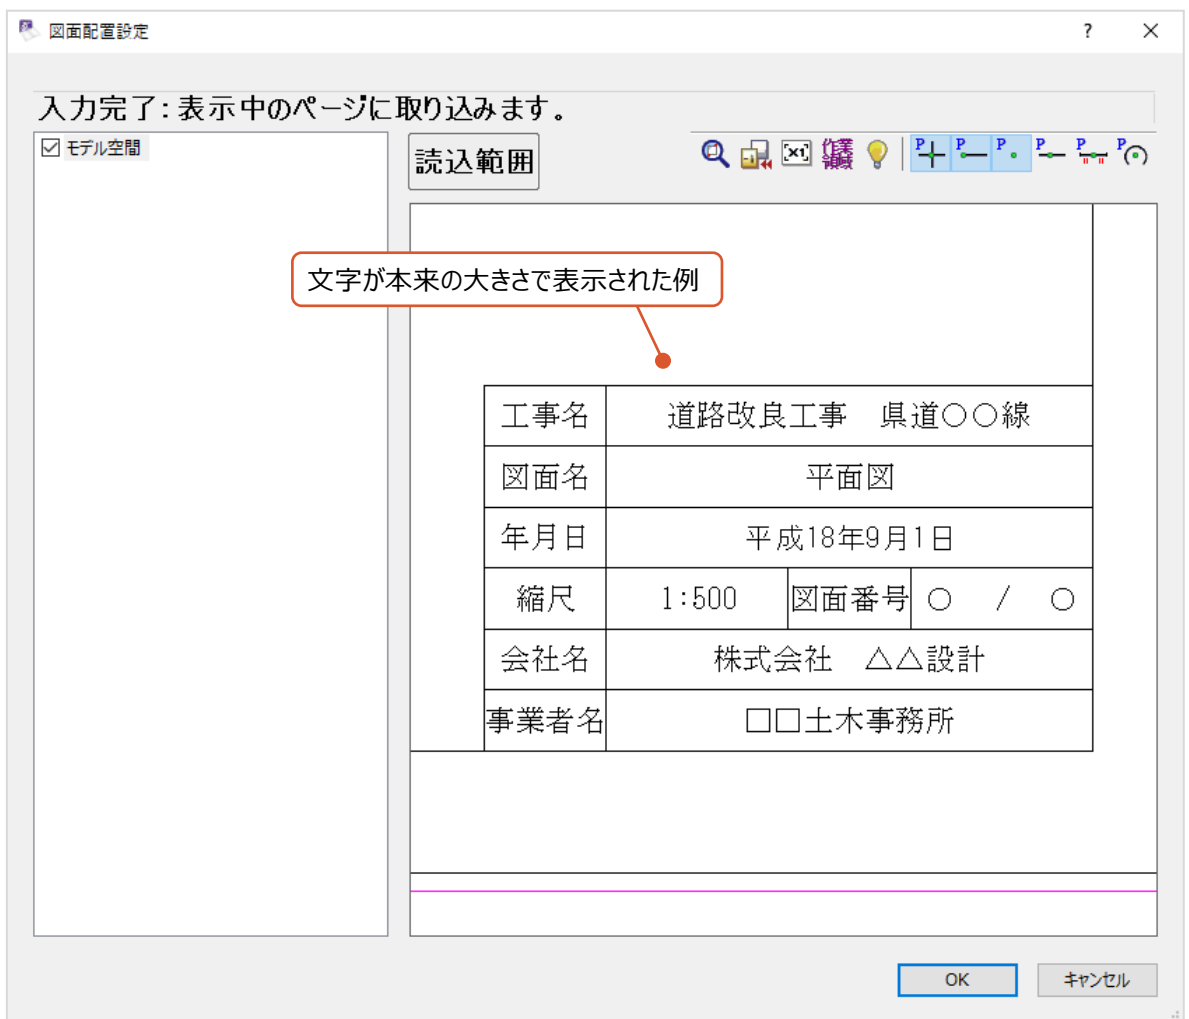 図面配置設定
?
入力完了:表示中のページに取り込みます。
モデル空間
読込範囲
×1
作業領域
P P P P P P
文字が本来の大きさで表示された例
工事名 道路改良工事 県道○○線
図面名 平面図
年月日 平成18年9月1日
縮尺 1:500 図面番号 ○ / ○
会社名 株式会社 △△設計
事業者名 □□土木事務所
OK キャンセル